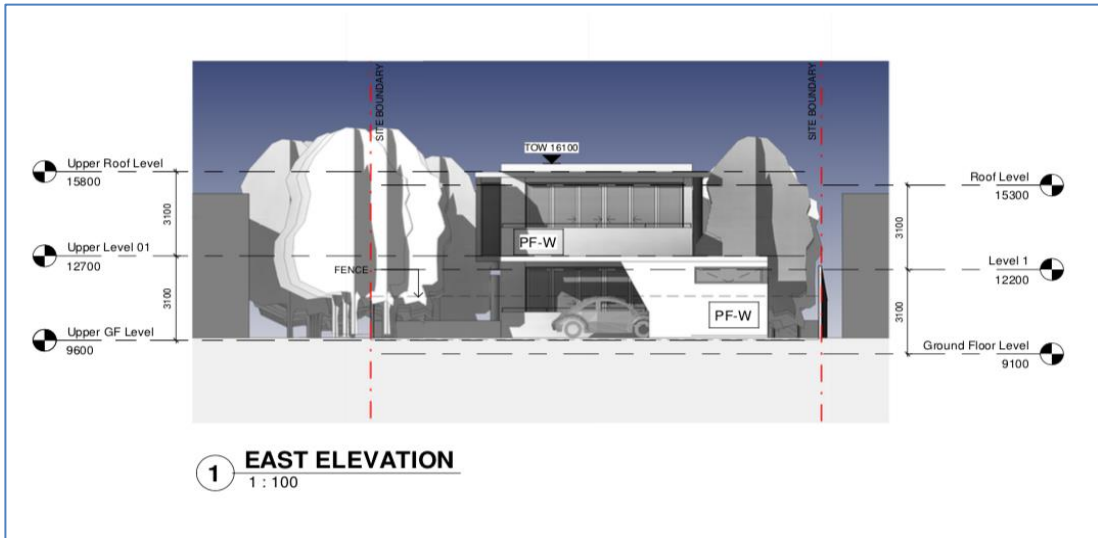 SITE BOUNDARY
SITE BOUNDARY
TOW 16100
Upper Roof Level
15800
Roof Level
15300
3100
3100
PF-W
Upper Level 01
12700
FENCE
Level 1
12200
3100
3100
PF-W
Upper GF Level
9600
Ground Floor Level
9100
1
EAST ELEVATION
1 : 100